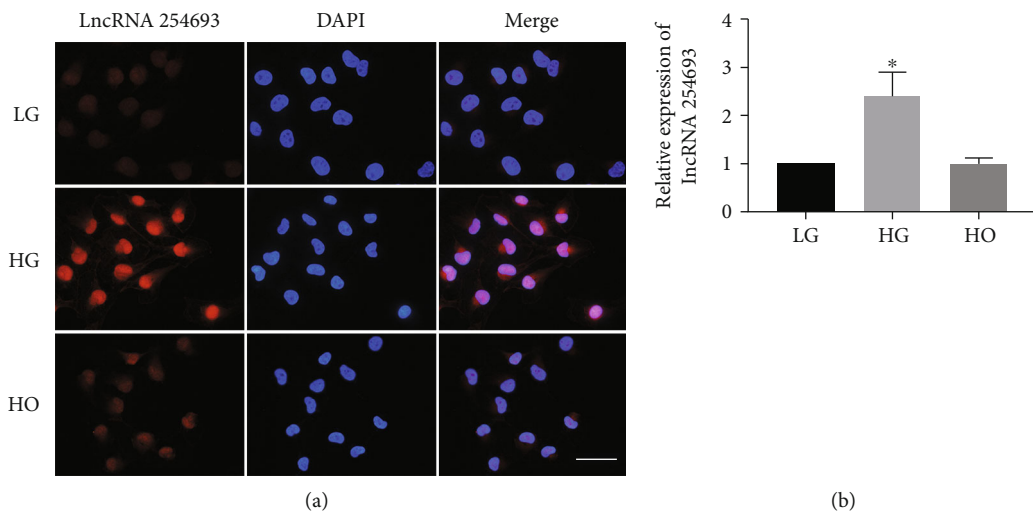 LncRNA 254693 DAPI Merge
LG
HG
HO
(a)
Relative expression of
lncRNA 254693
4
3
2
1
0
*
LG HG HO
(b)